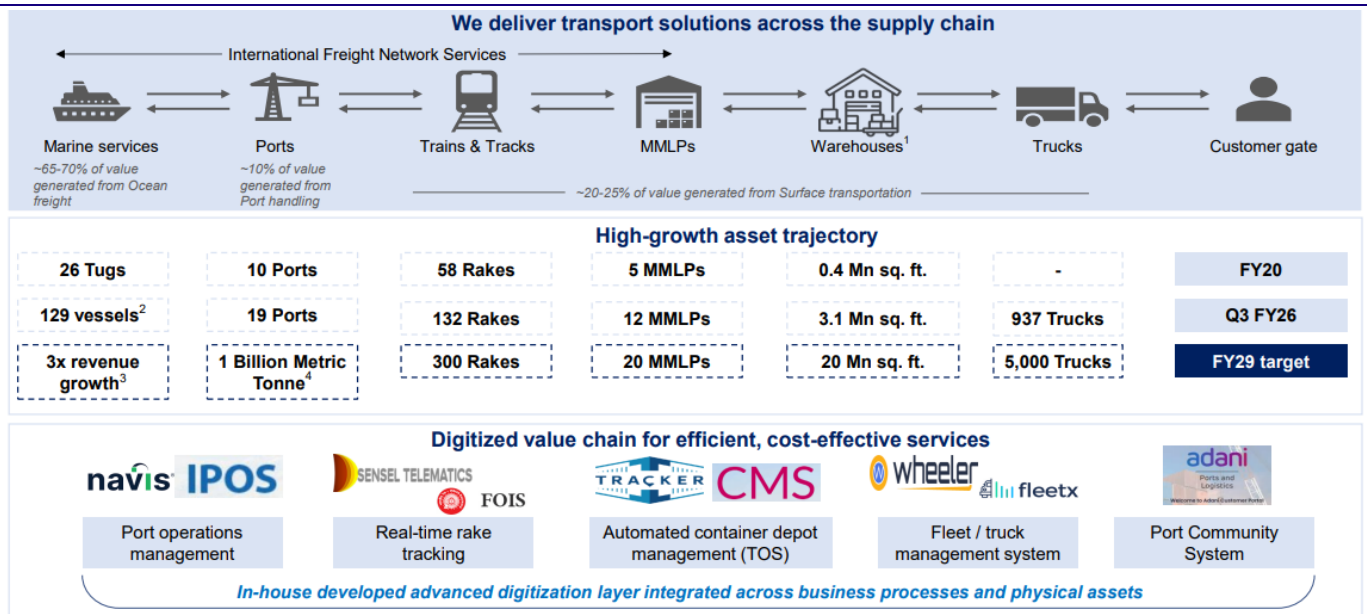 We deliver transport solutions across the supply chain
International Freight Network Services
Marine services
Ports
Trains & Tracks
MMLPs
Warehouses1
Trucks
Customer gate
~65-70% of value
generated from Ocean
freight
~10% of value
generated from
Port handling
~20-25% of value generated from Surface transportation
High-growth asset trajectory
26 Tugs
10 Ports
58 Rakes
5 MMLPs
0.4 Mn sq. ft.
-
FY20
129 vessels2
19 Ports
132 Rakes
12 MMLPs
3.1 Mn sq. ft.
937 Trucks
Q3 FY26
3x revenue
growth3
1 Billion Metric
Tonne4
300 Rakes
20 MMLPs
20 Mn sq. ft.
5,000 Trucks
FY29 target
Digitized value chain for efficient, cost-effective services
navis
IPOS
SENSEL TELEMATICS
FOIS
TRACKER
CMS
wheeler
fleetx
adani
Ports and
Logistics
Welcome to Adani Customer Portal
Port operations
management
Real-time rake
tracking
Automated container depot
management (TOS)
Fleet / truck
management system
Port Community
System
In-house developed advanced digitization layer integrated across business processes and physical assets